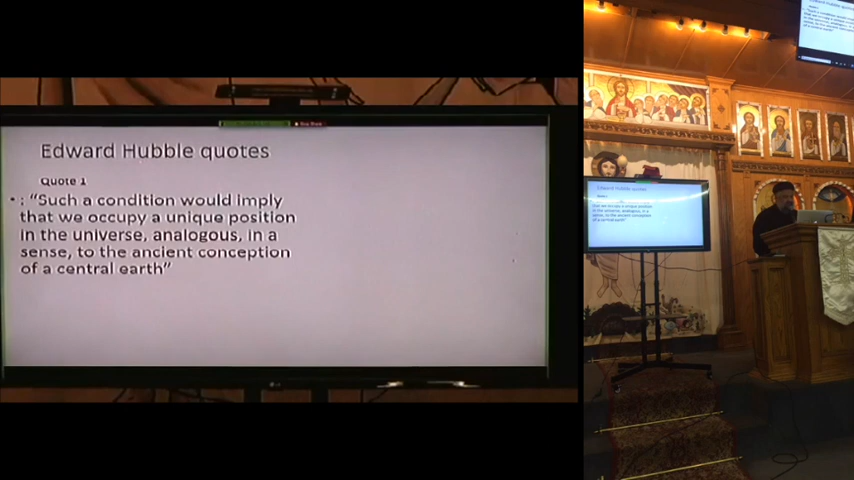 Edward Hubble quotes
Quote 1
• : “Such a condition would imply
that we occupy a unique position
in the universe, analogous, in a
sense, to the ancient conception
of a central earth”
LG